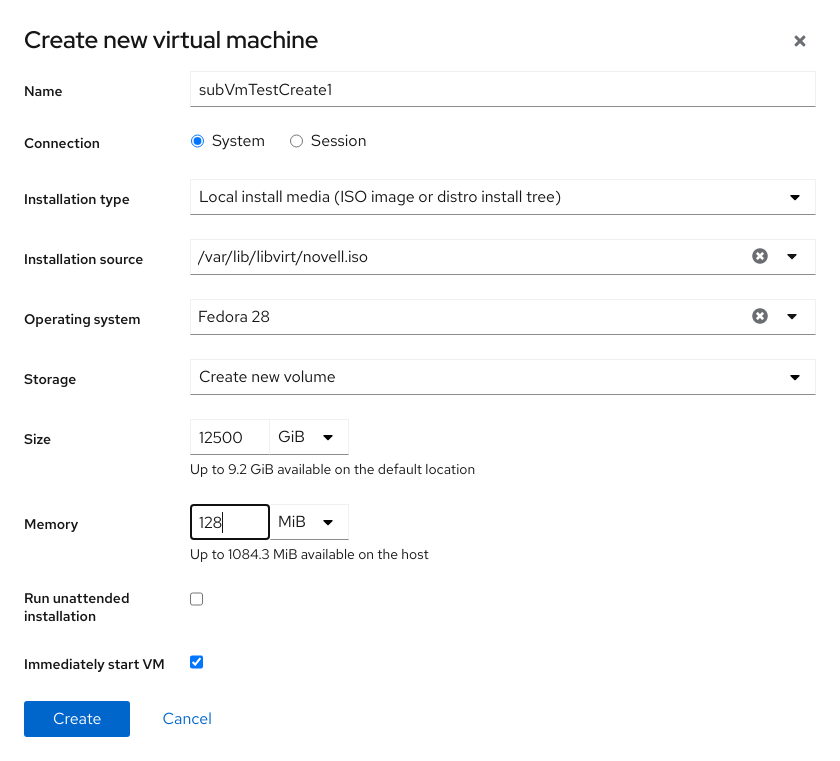 Create new virtual machine
Name
subVmTestCreate1
Connection
System
Session
Installation type
Local install media (ISO image or distro install tree)
Installation source
/var/lib/libvirt/novell.iso
Operating system
Fedora 28
Storage
Create new volume
Size
12500
GiB
Up to 9.2 GiB available on the default location
Memory
128
MiB
Up to 1084.3 MiB available on the host
Run unattended
installation
Immediately start VM
Create
Cancel